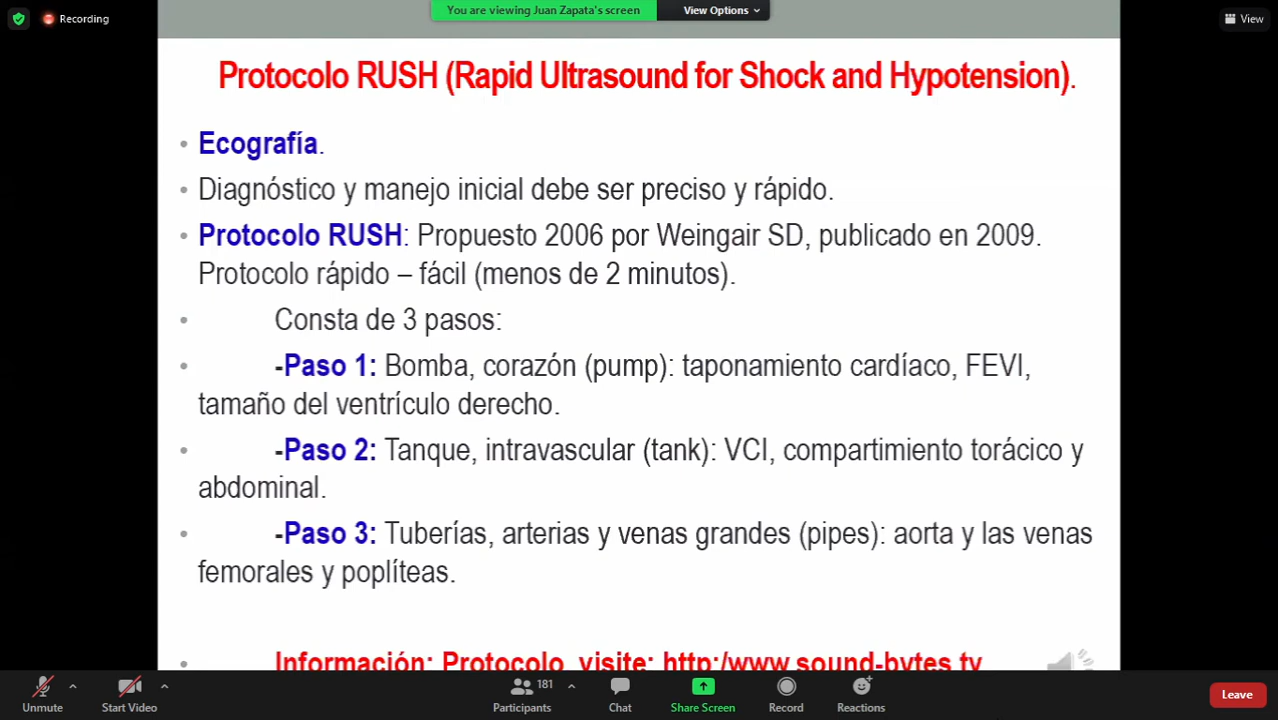 You are viewing Juan Zapata's screen
View Options
Recording
View
Protocolo RUSH (Rapid Ultrasound for Shock and Hypotension).
• Ecografía.
• Diagnóstico y manejo inicial debe ser preciso y rápido.
• Protocolo RUSH: Propuesto 2006 por Weingair SD, publicado en 2009.
Protocolo rápido – fácil (menos de 2 minutos).
• Consta de 3 pasos:
• -Paso 1: Bomba, corazón (pump): taponamiento cardíaco, FEVI,
tamaño del ventrículo derecho.
• -Paso 2: Tanque, intravascular (tank): VCI, compartimiento torácico y
abdominal.
• -Paso 3: Tuberías, arterias y venas grandes (pipes): aorta y las venas
femorales y poplíteas.
• Información: Protocolo visite: http:/www sound-bytes tv
Unmute
Start Video
181
Participants
Chat
Share Screen
Record
Reactions
Leave